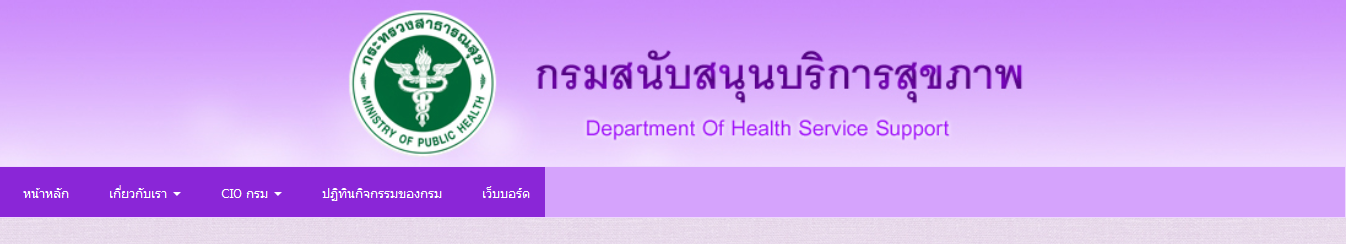 กระทรวงสาธารณสุข
MINISTRY OF PUBLIC HEALTH
กรมสนับสนุนบริการสุขภาพ
Department Of Health Service Support
หน้าหลัก เกี่ยวกับเรา CIO กรม ปฏิทินกิจกรรมของกรม เว็บบอร์ด